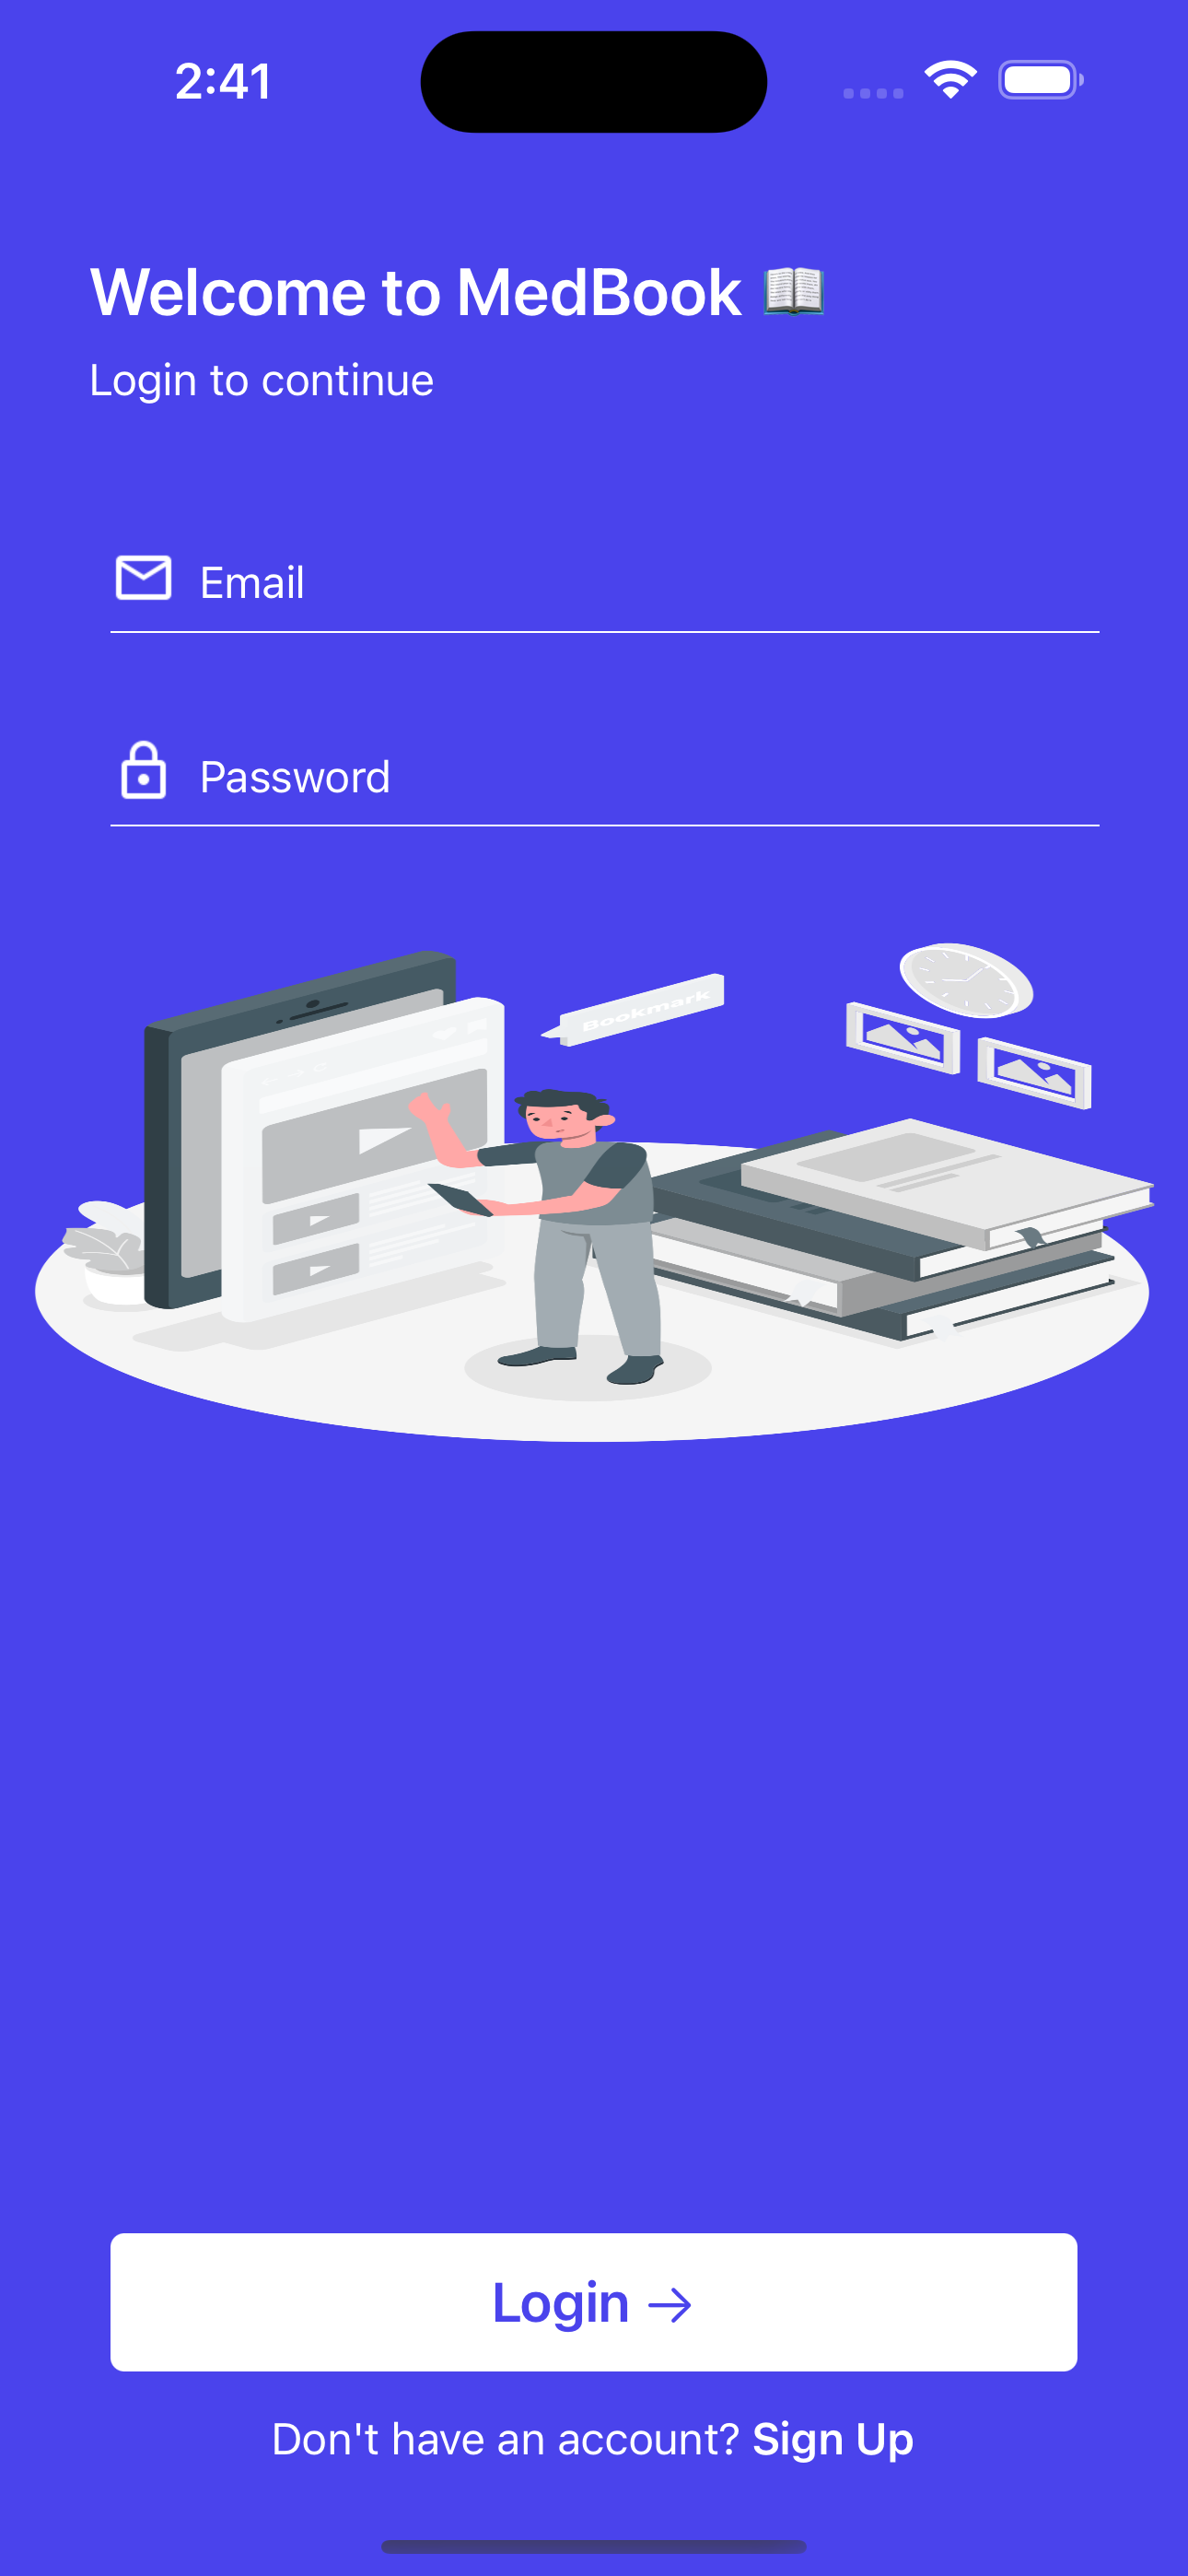 2:41
Welcome to MedBook 📖
Login to continue
Email
Password
Bookmark
Login →
Don't have an account? Sign Up